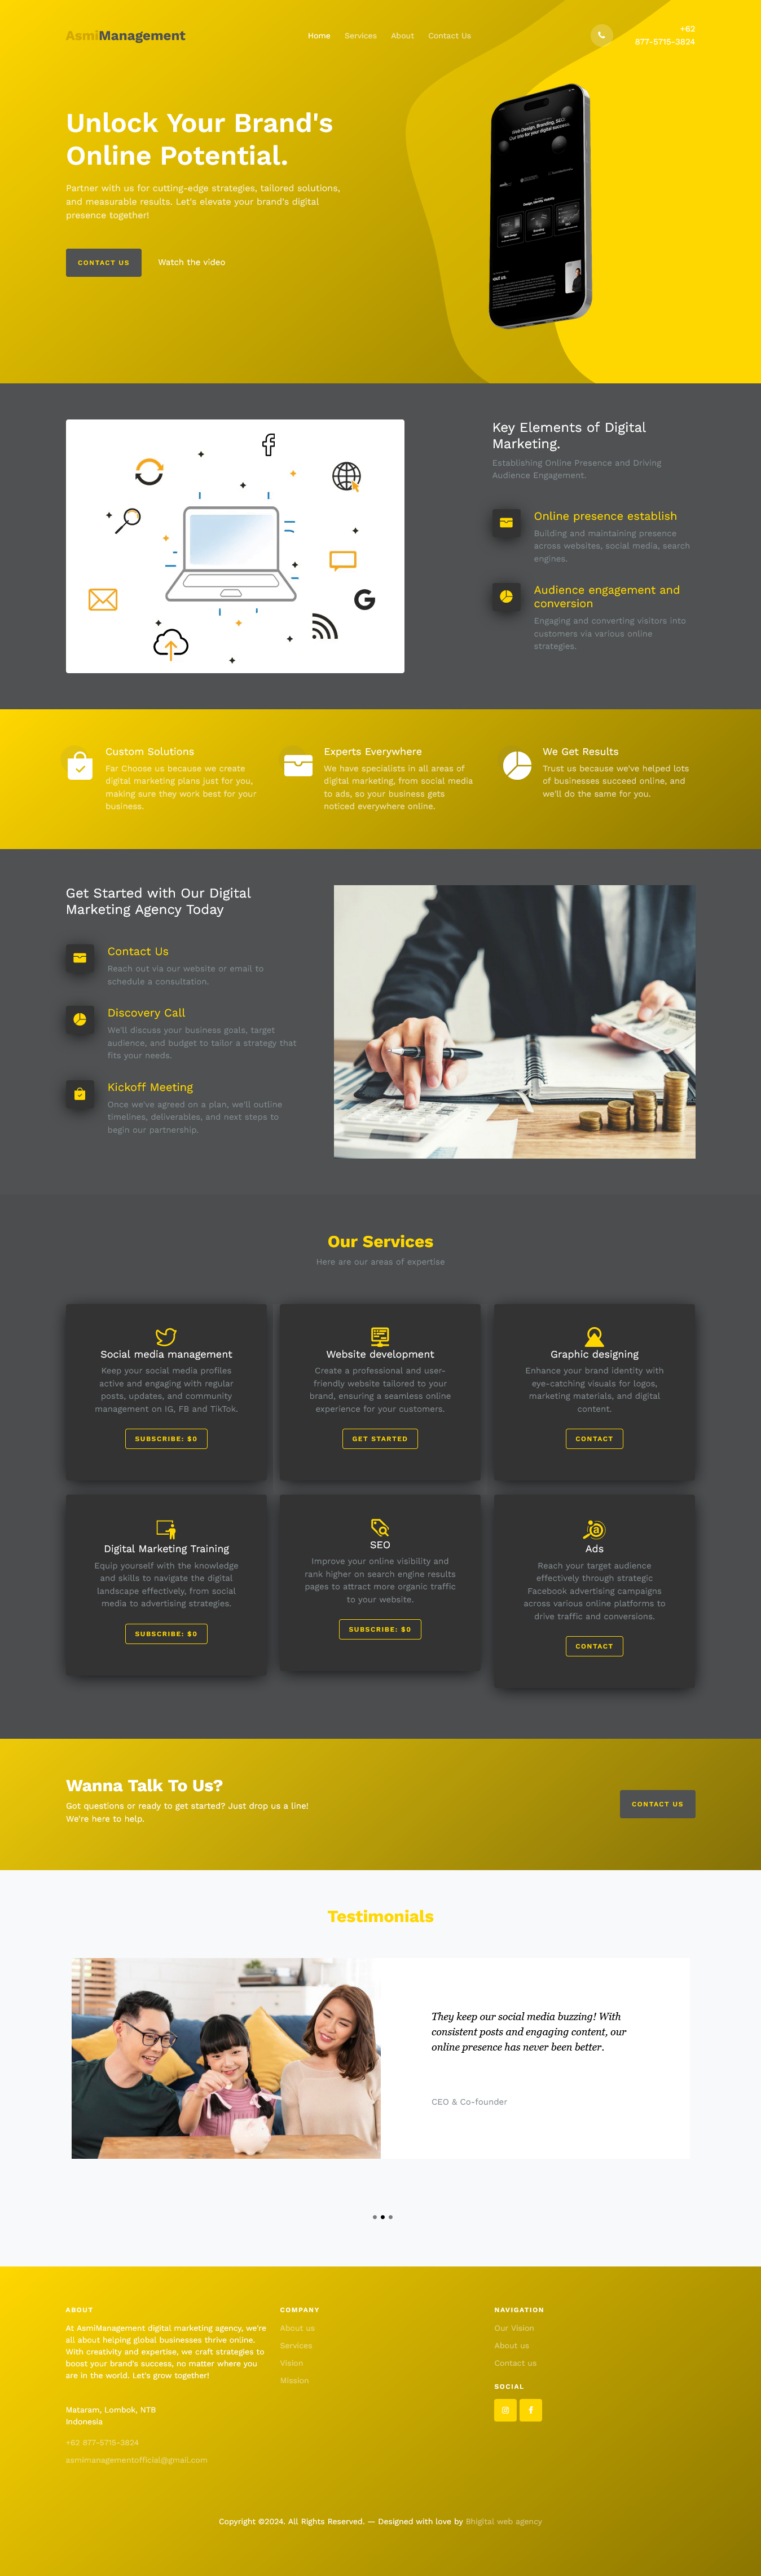 AsmiManagement
Home Services About Contact Us
+62
877-5715-3824
Unlock Your Brand's
Online Potential.
Partner with us for cutting-edge strategies, tailored solutions,
and measurable results. Let's elevate your brand's digital
presence together!
CONTACT US
Watch the video
Web Design, Branding, SEO:
Our trio for your digital success
Key Elements of Digital
Marketing.
Establishing Online Presence and Driving
Audience Engagement.
Online presence establish
Building and maintaining presence
across websites, social media, search
engines.
Audience engagement and
conversion
Engaging and converting visitors into
customers via various online
strategies.
Custom Solutions
Far Choose us because we create
digital marketing plans just for you,
making sure they work best for your
business.
Experts Everywhere
We have specialists in all areas of
digital marketing, from social media
to ads, so your business gets
noticed everywhere online.
We Get Results
Trust us because we've helped lots
of businesses succeed online, and
we'll do the same for you.
Get Started with Our Digital
Marketing Agency Today
Contact Us
Reach out via our website or email to
schedule a consultation.
Discovery Call
We'll discuss your business goals, target
audience, and budget to tailor a strategy that
fits your needs.
Kickoff Meeting
Once we've agreed on a plan, we'll outline
timelines, deliverables, and next steps to
begin our partnership.
Our Services
Here are our areas of expertise
Social media management
Keep your social media profiles
active and engaging with regular
posts, updates, and community
management on IG, FB and TikTok.
SUBSCRIBE: $0
Website development
Create a professional and user-
friendly website tailored to your
brand, ensuring a seamless online
experience for your customers.
GET STARTED
Graphic designing
Enhance your brand identity with
eye-catching visuals for logos,
marketing materials, and digital
content.
CONTACT
Digital Marketing Training
Equip yourself with the knowledge
and skills to navigate the digital
landscape effectively, from social
media to advertising strategies.
SUBSCRIBE: $0
SEO
Improve your online visibility and
rank higher on search engine results
pages to attract more organic traffic
to your website.
SUBSCRIBE: $0
Ads
Reach your target audience
effectively through strategic
Facebook advertising campaigns
across various online platforms to
drive traffic and conversions.
CONTACT
Wanna Talk To Us?
Got questions or ready to get started? Just drop us a line!
We're here to help.
CONTACT US
Testimonials
They keep our social media buzzing! With
consistent posts and engaging content, our
online presence has never been better.
CEO & Co-founder
ABOUT
At AsmiManagement digital marketing agency, we're
all about helping global businesses thrive online.
With creativity and expertise, we craft strategies to
boost your brand's success, no matter where you
are in the world. Let's grow together!
Mataram, Lombok, NTB
Indonesia
+62 877-5715-3824
asmimanagementofficial@gmail.com
COMPANY
About us
Services
Vision
Mission
NAVIGATION
Our Vision
About us
Contact us
SOCIAL
Copyright ©2024. All Rights Reserved. — Designed with love by Bhigital web agency